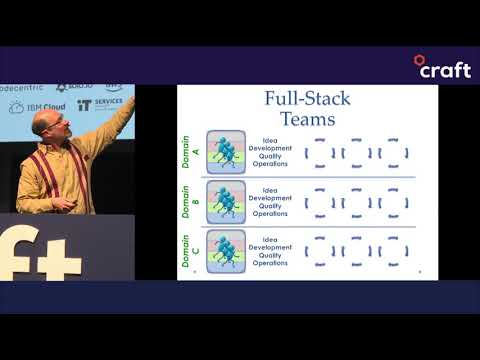 craft
odecentric
IBM Cloud
iT SERVICES
ft
Full-Stack
Teams
Domain
A
Idea
Development
Quality
Operations
Domain
B
Idea
Development
Quality
Operations
Domain
C
Idea
Development
Quality
Operations